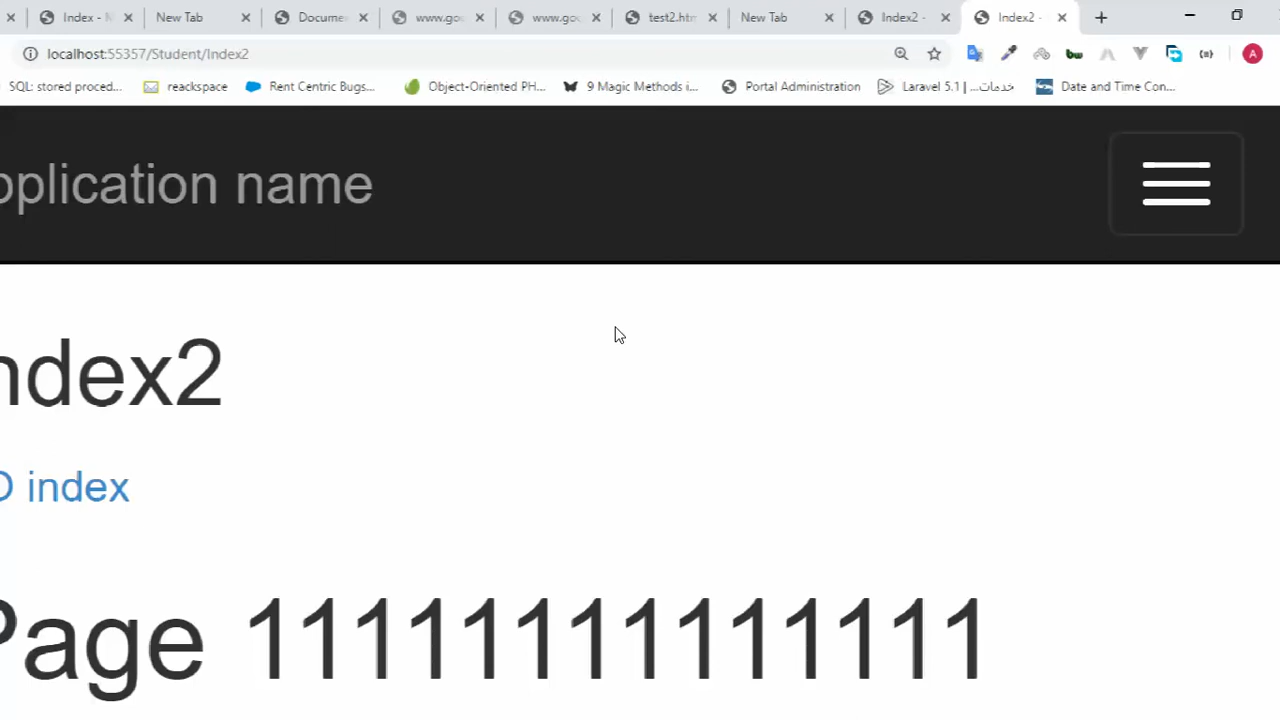 Index - N New Tab Docume www.goo www.goo test2.htm New Tab Index2 - Index2 -
localhost:55357/Student/Index2 A
SQL: stored proced... reackspace Rent Centric Bugs... Object-Oriented PH... 9 Magic Methods i... Portal Administration Laravel 5.1 | ...خدمات Date and Time Con...
pplication name
ndex2
D index
Page 11111111111111